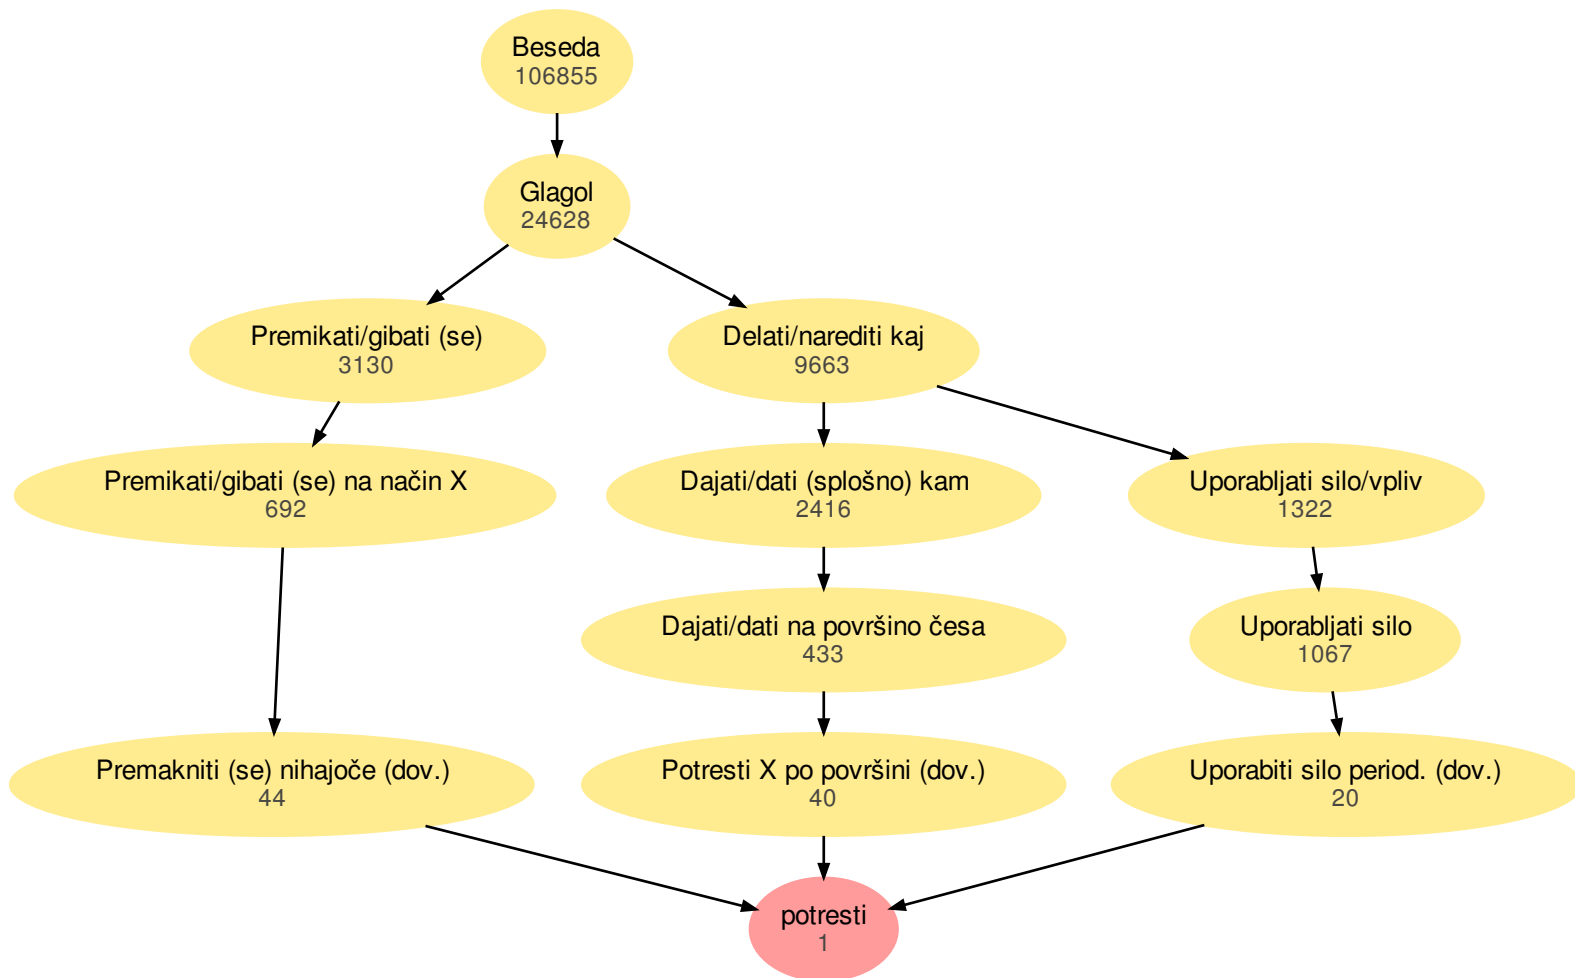 Beseda
106855
Glagol
24628
Premikati/gibati (se)
3130
Delati/narediti kaj
9663
Premikati/gibati (se) na način X
692
Dajati/dati (splošno) kam
2416
Uporabljati silo/vpliv
1322
Dajati/dati na površino česa
433
Uporabljati silo
1067
Premakniti (se) nihajoče (dov.)
44
Potresti X po površini (dov.)
40
Uporabiti silo period. (dov.)
20
potresti
1